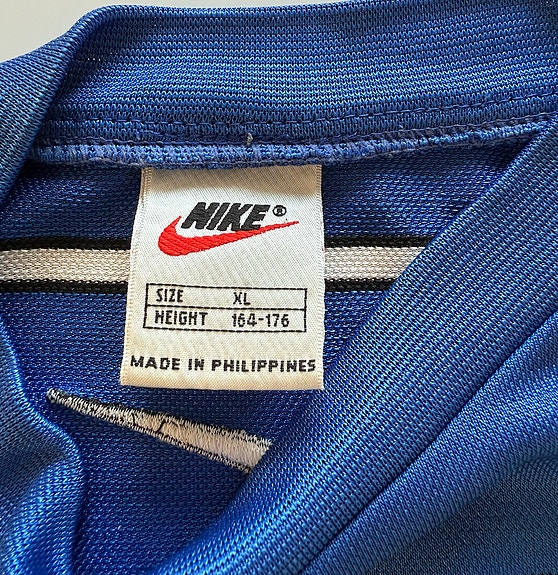 NIKE®
SIZE XL
HEIGHT 164-176
MADE IN PHILIPPINES